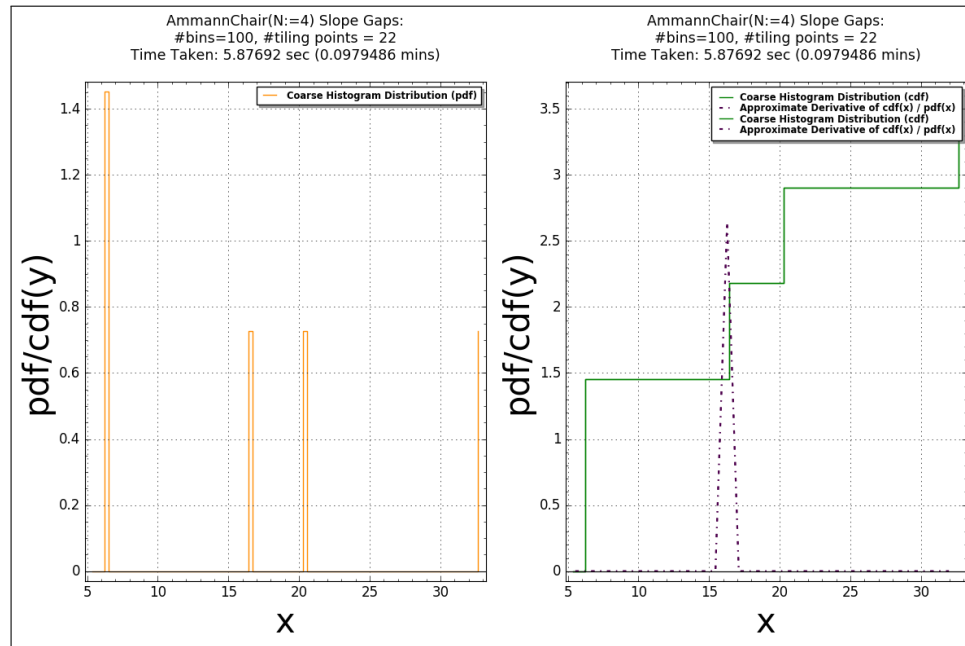 AmmannChair(N:=4) Slope Gaps:
#bins=100, #tiling points = 22
Time Taken: 5.87692 sec (0.0979486 mins)
Coarse Histogram Distribution (pdf)
pdf/cdf(y)
1.4
1.2
1
0.8
0.6
0.4
0.2
0
5 10 15 20 25 30
x
AmmannChair(N:=4) Slope Gaps:
#bins=100, #tiling points = 22
Time Taken: 5.87692 sec (0.0979486 mins)
Coarse Histogram Distribution (cdf)
Approximate Derivative of cdf(x) / pdf(x)
Coarse Histogram Distribution (cdf)
Approximate Derivative of cdf(x) / pdf(x)
pdf/cdf(y)
3.5
3
2.5
2
1.5
1
0.5
0
5 10 15 20 25 30
x